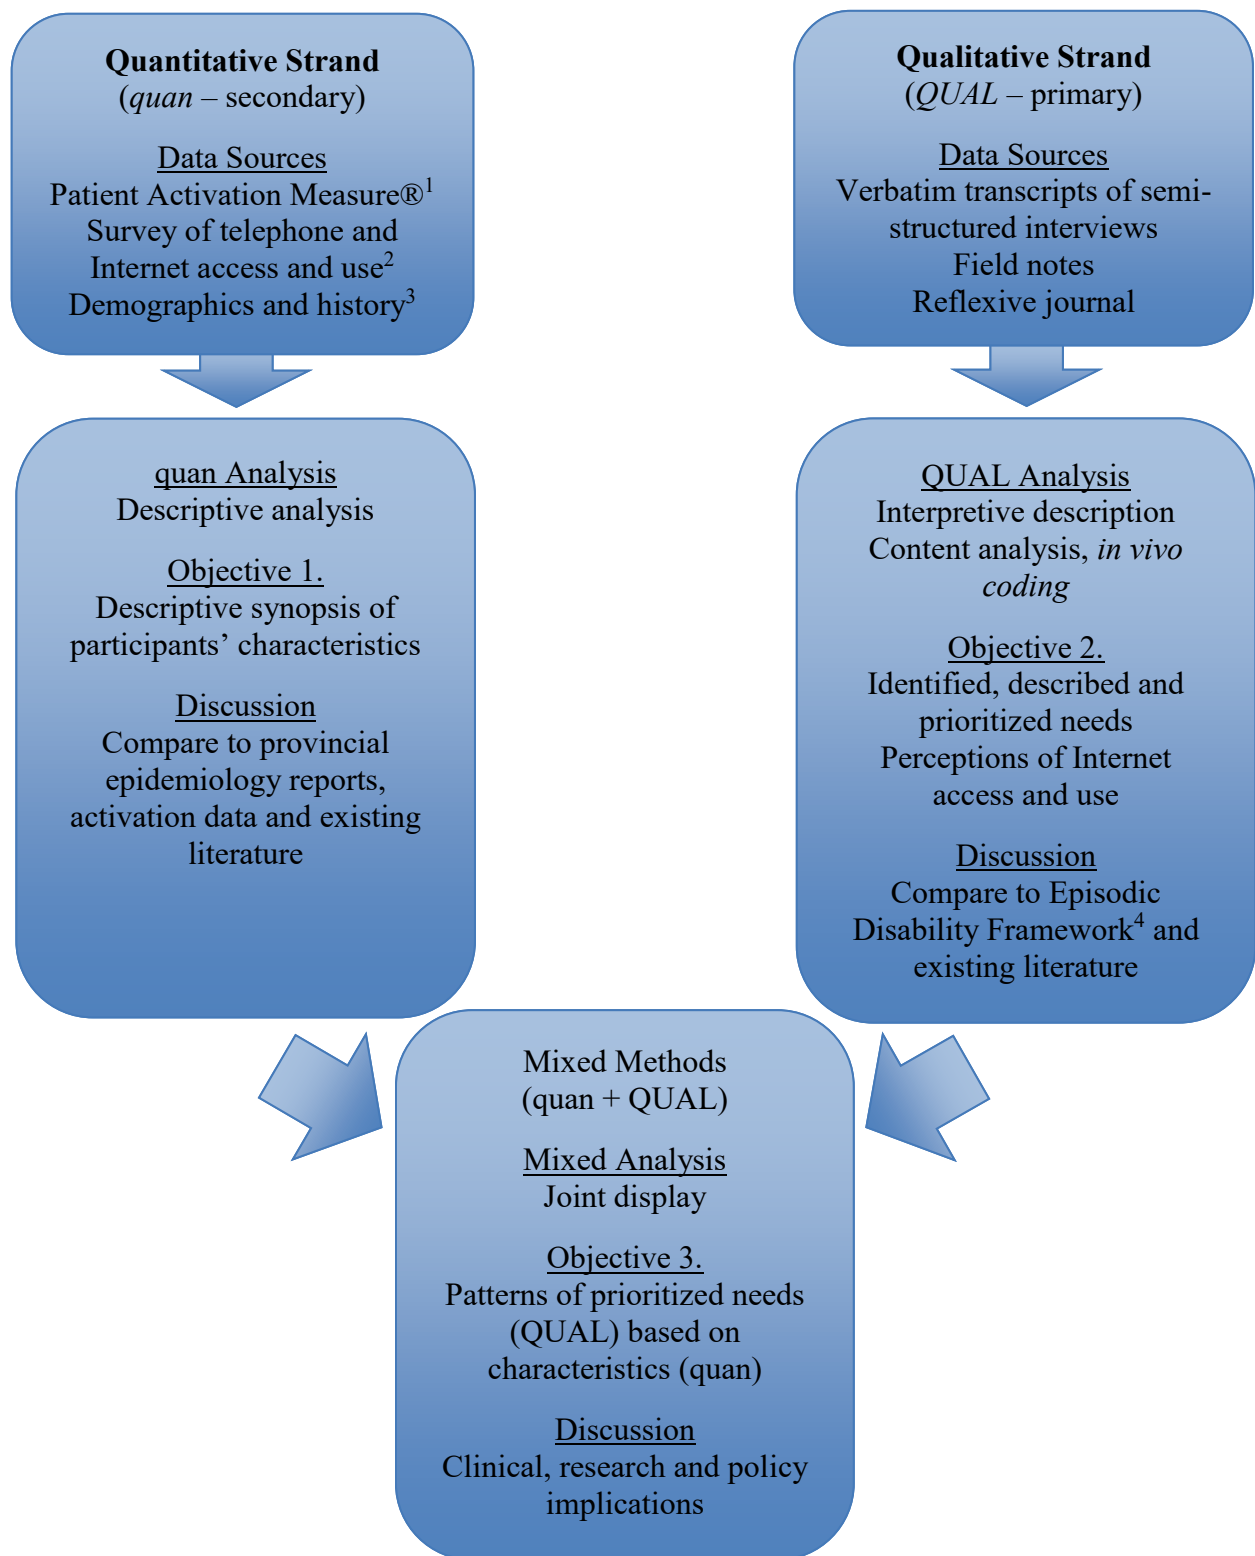 Quantitative Strand
(quan – secondary)
Data Sources
Patient Activation Measure®1
Survey of telephone and
Internet access and use2
Demographics and history3
Qualitative Strand
(QUAL – primary)
Data Sources
Verbatim transcripts of semi-
structured interviews
Field notes
Reflexive journal
quan Analysis
Descriptive analysis
Objective 1.
Descriptive synopsis of
participants’ characteristics
Discussion
Compare to provincial
epidemiology reports,
activation data and existing
literature
QUAL Analysis
Interpretive description
Content analysis, in vivo
coding
Objective 2.
Identified, described and
prioritized needs
Perceptions of Internet
access and use
Discussion
Compare to Episodic
Disability Framework4 and
existing literature
Mixed Methods
(quan + QUAL)
Mixed Analysis
Joint display
Objective 3.
Patterns of prioritized needs
(QUAL) based on
characteristics (quan)
Discussion
Clinical, research and policy
implications